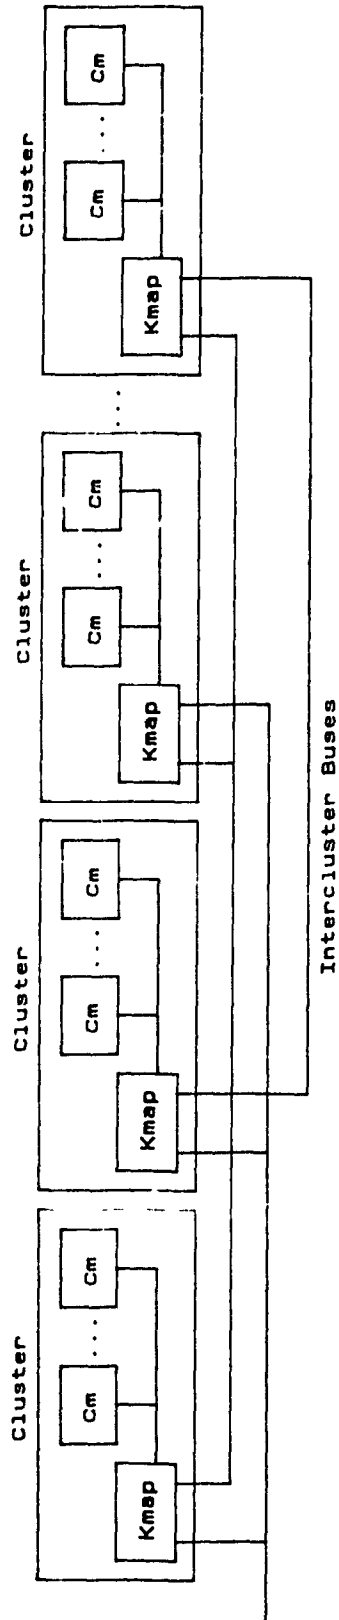 Cluster
Kmap
Cm
. . .
Cm
Cluster
Kmap
Cm
. . .
Cm
Cluster
Kmap
Cm
. . .
Cm
. . .
Cluster
Kmap
Cm
. . .
Cm
Intercluster Buses